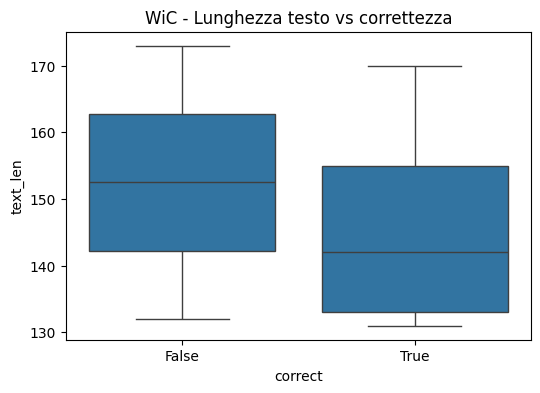 WiC - Lunghezza testo vs correttezza
170
160
150
140
130
text_len
False
True
correct